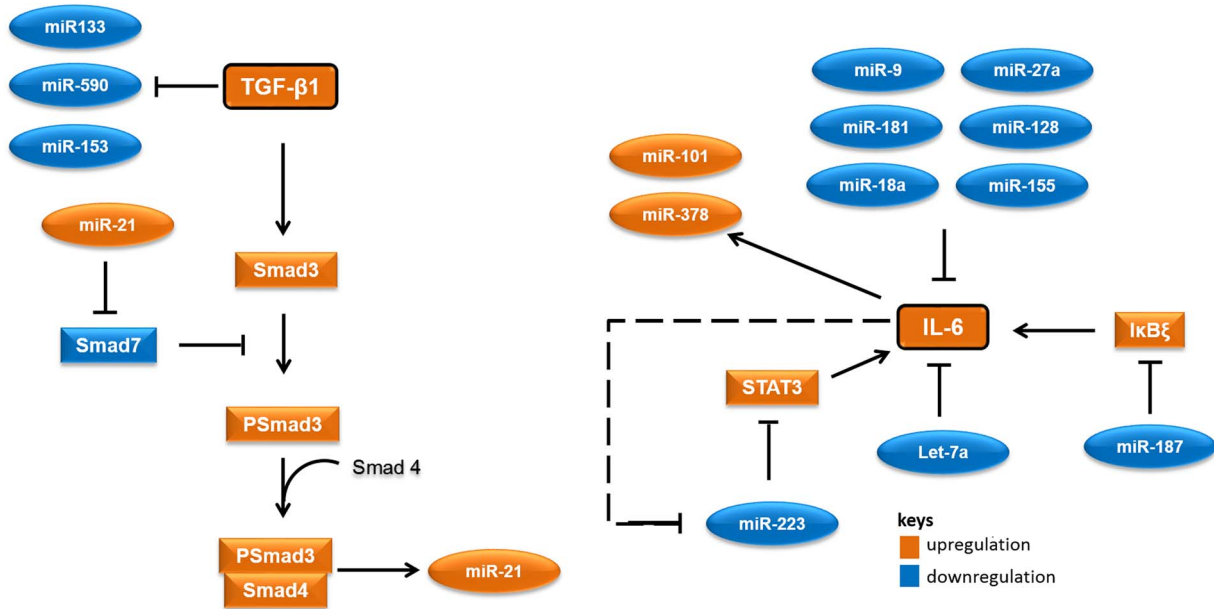 miR133
miR-590
miR-153
TGF-β1
miR-21
Smad3
Smad7
PSmad3
Smad 4
PSmad3
Smad4
miR-21
miR-9
miR-27a
miR-181
miR-128
miR-18a
miR-155
miR-101
miR-378
IL-6
IκBξ
STAT3
Let-7a
miR-187
miR-223
keys
upregulation
downregulation